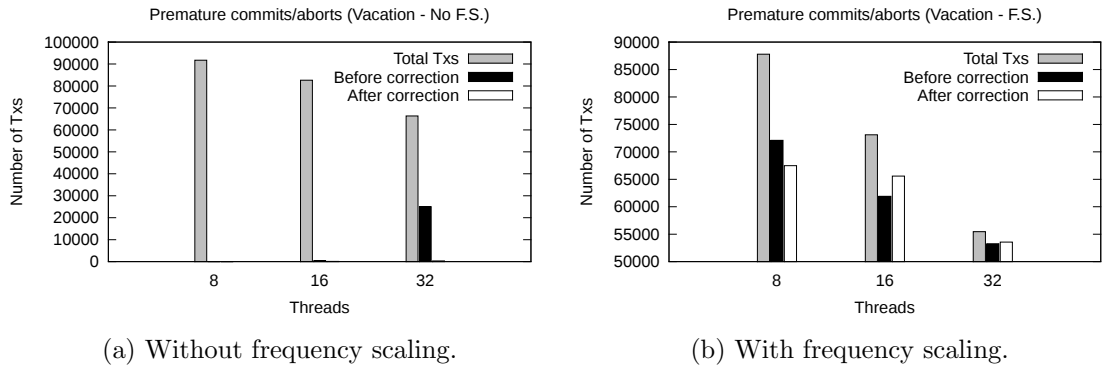 Premature commits/aborts (Vacation - No F.S.)
100000
90000
80000
70000
60000
50000
40000
30000
20000
10000
0
Number of Txs
Total Txs
Before correction
After correction
8 16 32
Threads
(a) Without frequency scaling.
Premature commits/aborts (Vacation - F.S.)
90000
85000
80000
75000
70000
65000
60000
55000
50000
Number of Txs
Total Txs
Before correction
After correction
8 16 32
Threads
(b) With frequency scaling.